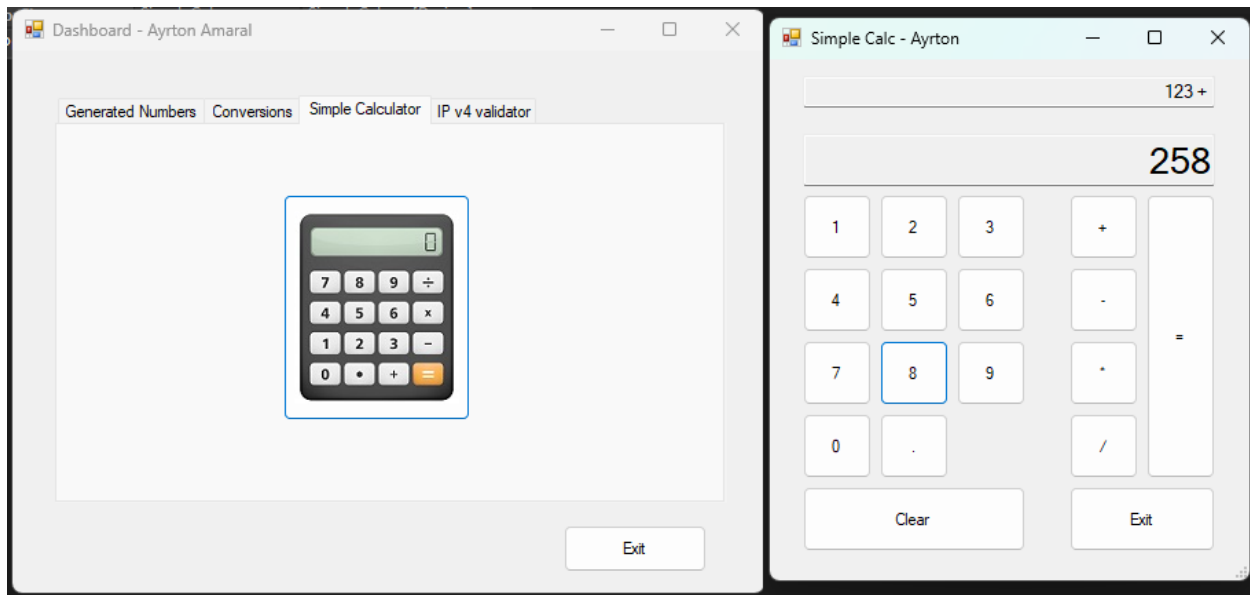 Dashboard - Ayrton Amaral
Generated Numbers Conversions Simple Calculator IP v4 validator
0
7 8 9 ÷
4 5 6 x
1 2 3 −
0 • + =
Exit
Simple Calc - Ayrton
123 +
258
1 2 3 +
4 5 6 -
=
7 8 9 *
0 . /
Clear Exit